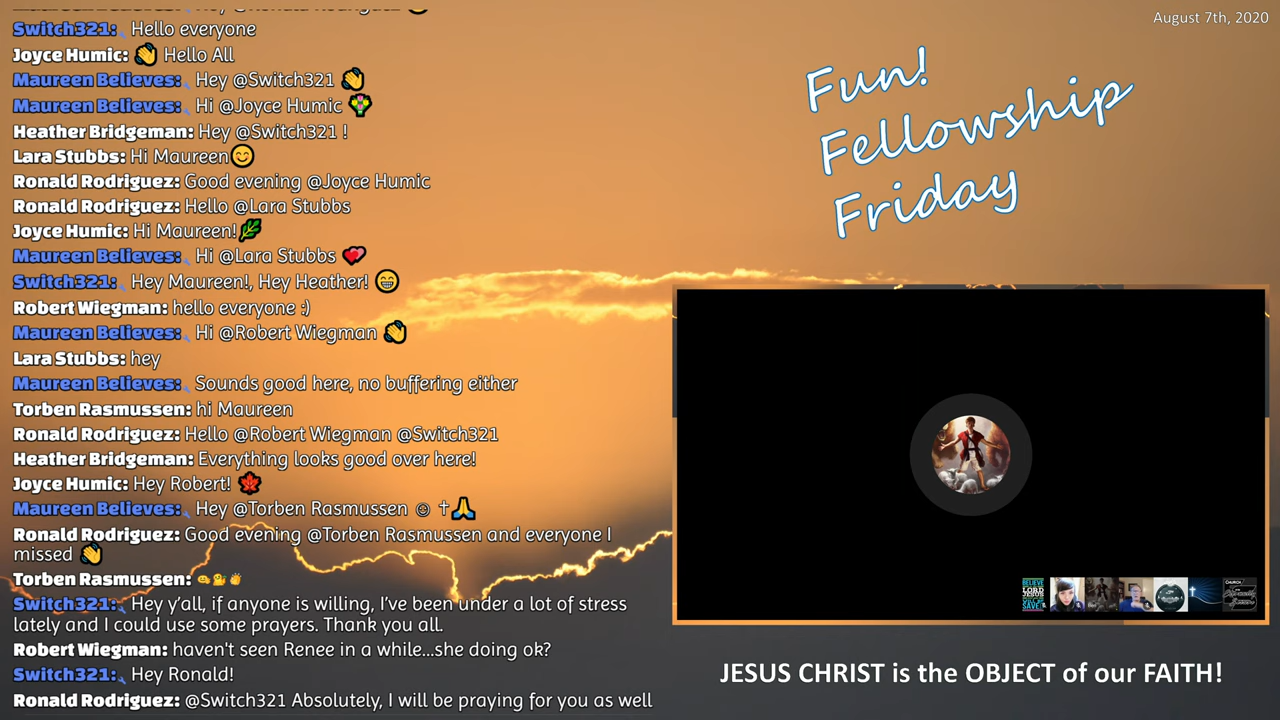 Switch321: Hello everyone
Joyce Humic: 👋 Hello All
Maureen Believes: Hey @Switch321 👋
Maureen Believes: Hi @Joyce Humic 💐
Heather Bridgeman: Hey @Switch321 !
Lara Stubbs: Hi Maureen😊
Ronald Rodriguez: Good evening @Joyce Humic
Ronald Rodriguez: Hello @Lara Stubbs
Joyce Humic: Hi Maureen!🌿
Maureen Believes: Hi @Lara Stubbs 💕
Switch321: Hey Maureen!, Hey Heather! 😁
Robert Wiegman: hello everyone :)
Maureen Believes: Hi @Robert Wiegman 👋
Lara Stubbs: hey
Maureen Believes: Sounds good here, no buffering either
Torben Rasmussen: hi Maureen
Ronald Rodriguez: Hello @Robert Wiegman @Switch321
Heather Bridgeman: Everything looks good over here!
Joyce Humic: Hey Robert! 🍁
Maureen Believes: Hey @Torben Rasmussen ☺ ✝🙏
Ronald Rodriguez: Good evening @Torben Rasmussen and everyone I
missed 👋
Torben Rasmussen:
Switch321: Hey y'all, if anyone is willing, I've been under a lot of stress
lately and I could use some prayers. Thank you all.
Robert Wiegman: haven't seen Renee in a while...she doing ok?
Switch321: Hey Ronald!
Ronald Rodriguez: @Switch321 Absolutely, I will be praying for you as well
August 7th, 2020
Fun!
Fellowship
Friday
BELIEVE
LORD
JESUS
SAVE
CHURCH
JESUS CHRIST is the OBJECT of our FAITH!